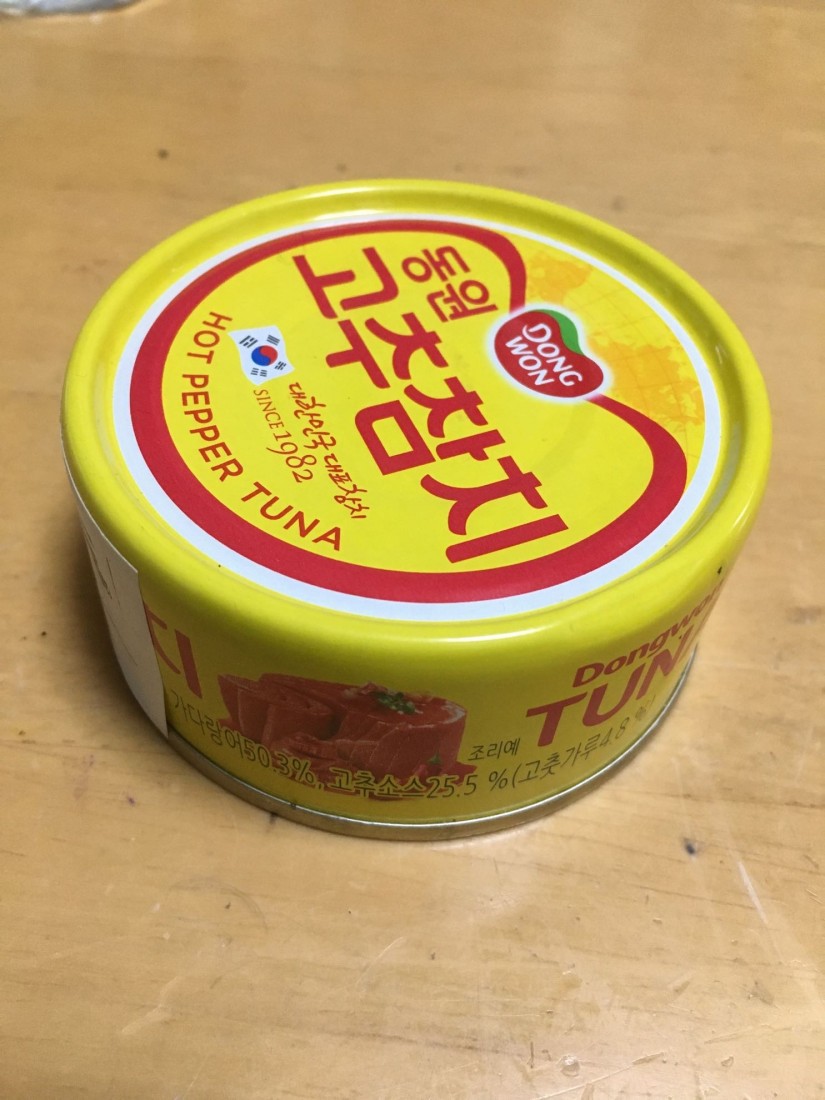 동원
고추참치
DONG
WON
대한민국 대표참치
SINCE 1982
HOT PEPPER TUNA
Dongwo
TUN
치
조리예
가다랑어50.3%, 고추소스25.5 %(고춧가루4.8 %